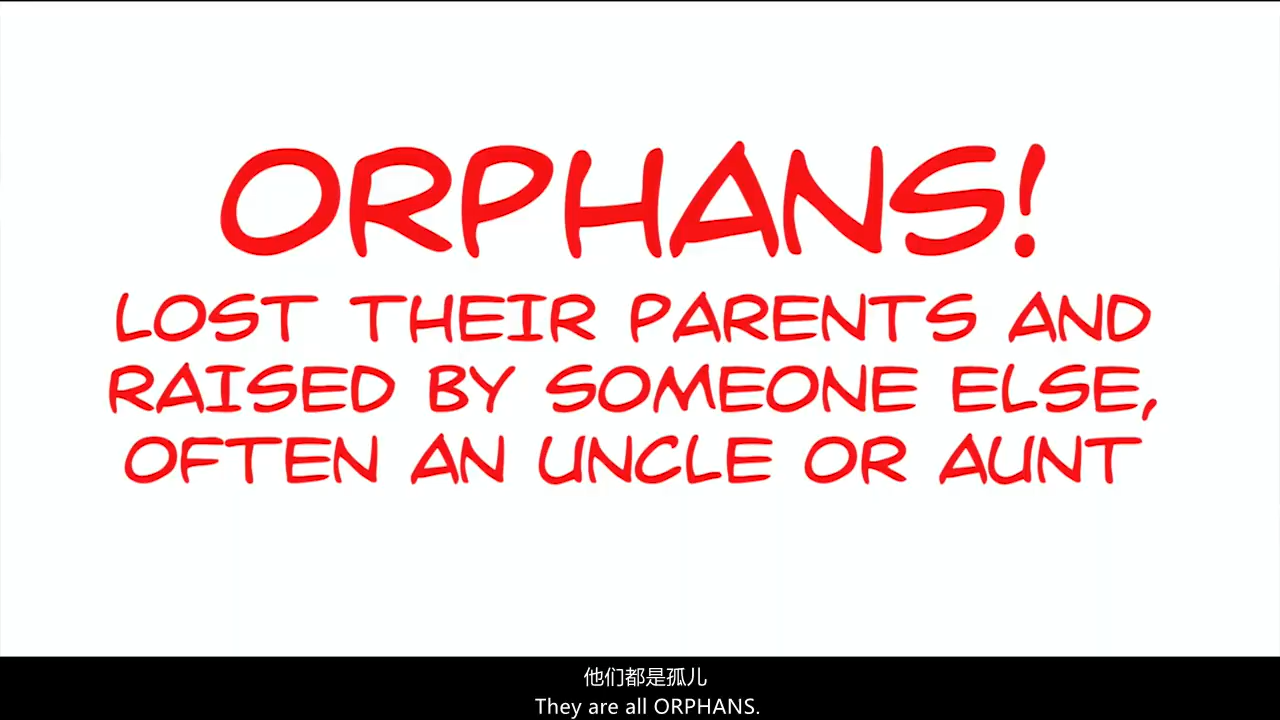 ORPHANS!
LOST THEIR PARENTS AND
RAISED BY SOMEONE ELSE,
OFTEN AN UNCLE OR AUNT
他们都是孤儿
They are all ORPHANS.